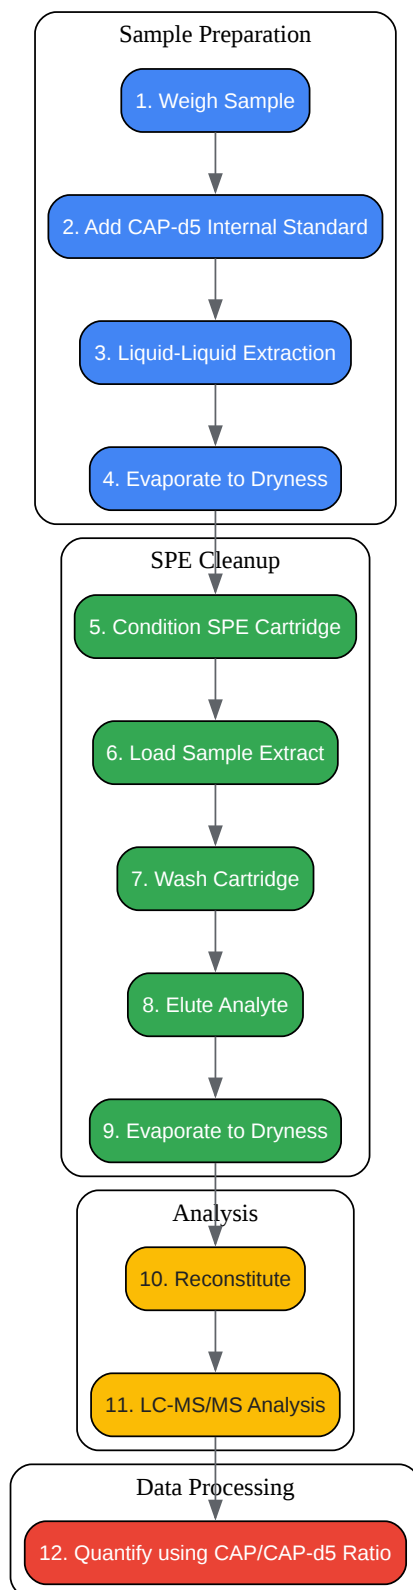 Sample Preparation
1. Weigh Sample
2. Add CAP-d5 Internal Standard
3. Liquid-Liquid Extraction
4. Evaporate to Dryness
SPE Cleanup
5. Condition SPE Cartridge
6. Load Sample Extract
7. Wash Cartridge
8. Elute Analyte
9. Evaporate to Dryness
Analysis
10. Reconstitute
11. LC-MS/MS Analysis
Data Processing
12. Quantify using CAP/CAP-d5 Ratio